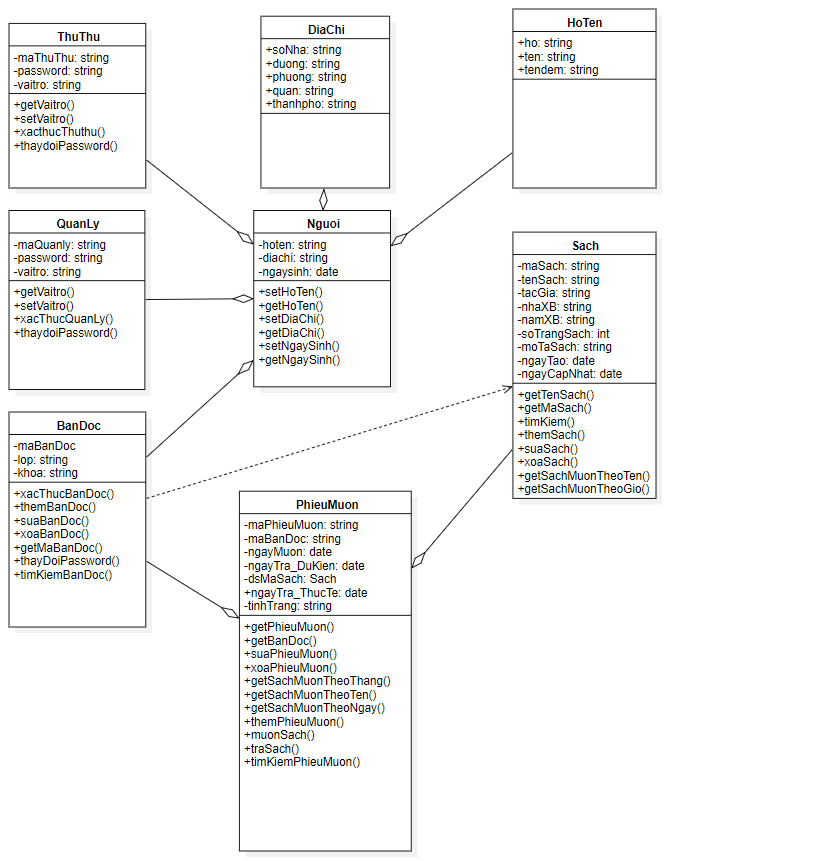 ThuThu
-maThuThu: string
-password: string
-vaitro: string
+getVaitro()
+setVaitro()
+xacthucThuthu()
+thaydoiPassword()
DiaChi
+soNha: string
+duong: string
+phuong: string
+quan: string
+thanhpho: string
HoTen
+ho: string
+ten: string
+tendem: string
QuanLy
-maQuanly: string
-password: string
-vaitro: string
+getVaitro()
+setVaitro()
+xacThucQuanLy()
+thaydoiPassword()
Nguoi
-hoten: string
-diachi: string
-ngaysinh: date
+setHoTen()
+getHoTen()
+setDiaChi()
+getDiaChi()
+setNgaySinh()
+getNgaySinh()
Sach
-maSach: string
-tenSach: string
-tacGia: string
-nhaXB: string
-namXB: string
-soTrangSach: int
-moTaSach: string
-ngayTao: date
-ngayCapNhat: date
+getTenSach()
+getMaSach()
+timKiem()
+themSach()
+suaSach()
+xoaSach()
+getSachMuonTheoTen()
+getSachMuonTheoGio()
BanDoc
-maBanDoc
-lop: string
-khoa: string
+xacThucBanDoc()
+themBanDoc()
+suaBanDoc()
+xoaBanDoc()
+getMaBanDoc()
+thayDoiPassword()
+timKiemBanDoc()
PhieuMuon
-maPhieuMuon: string
-maBanDoc: string
-ngayMuon: date
-ngayTra_DuKien: date
-dsMaSach: Sach
+ngayTra_ThucTe: date
-tinhTrang: string
+getPhieuMuon()
+getBanDoc()
+suaPhieuMuon()
+xoaPhieuMuon()
+getSachMuonTheoThang()
+getSachMuonTheoTen()
+getSachMuonTheoNgay()
+themPhieuMuon()
+muonSach()
+traSach()
+timKiemPhieuMuon()